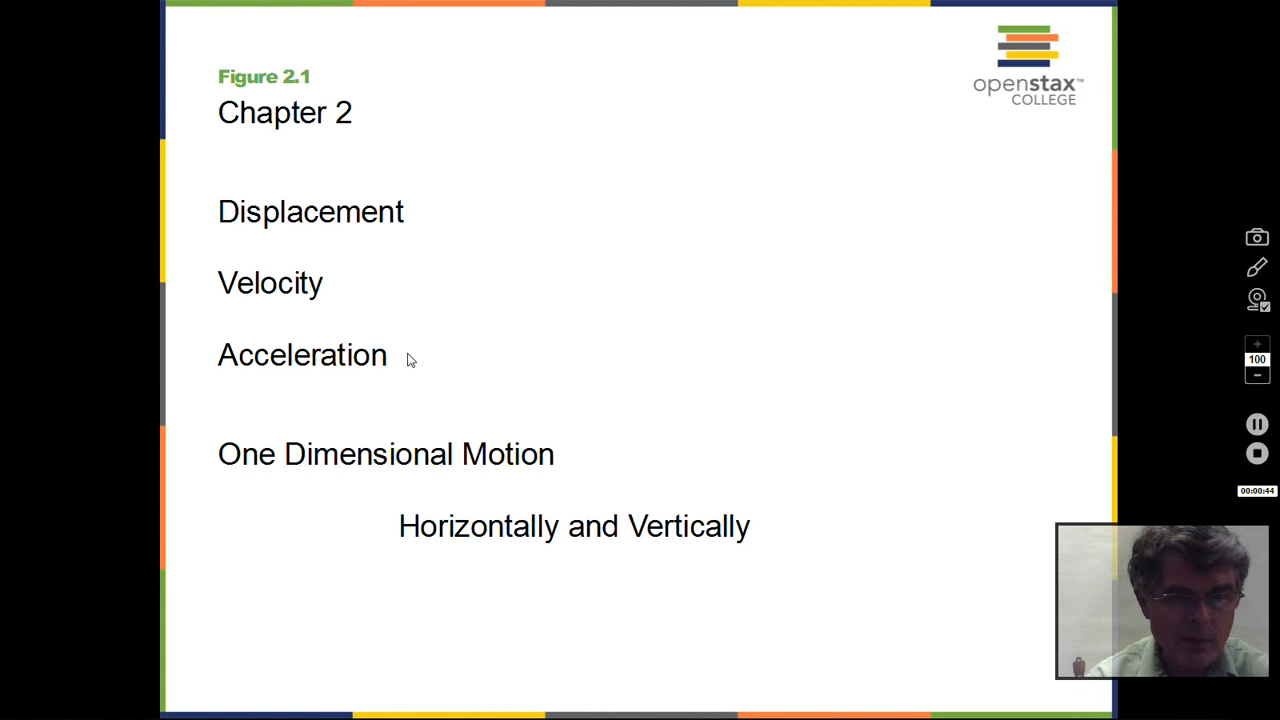 openstax™
COLLEGE
Figure 2.1
Chapter 2
Displacement
Velocity
Acceleration
One Dimensional Motion
Horizontally and Vertically
+
100
−
00:00:44